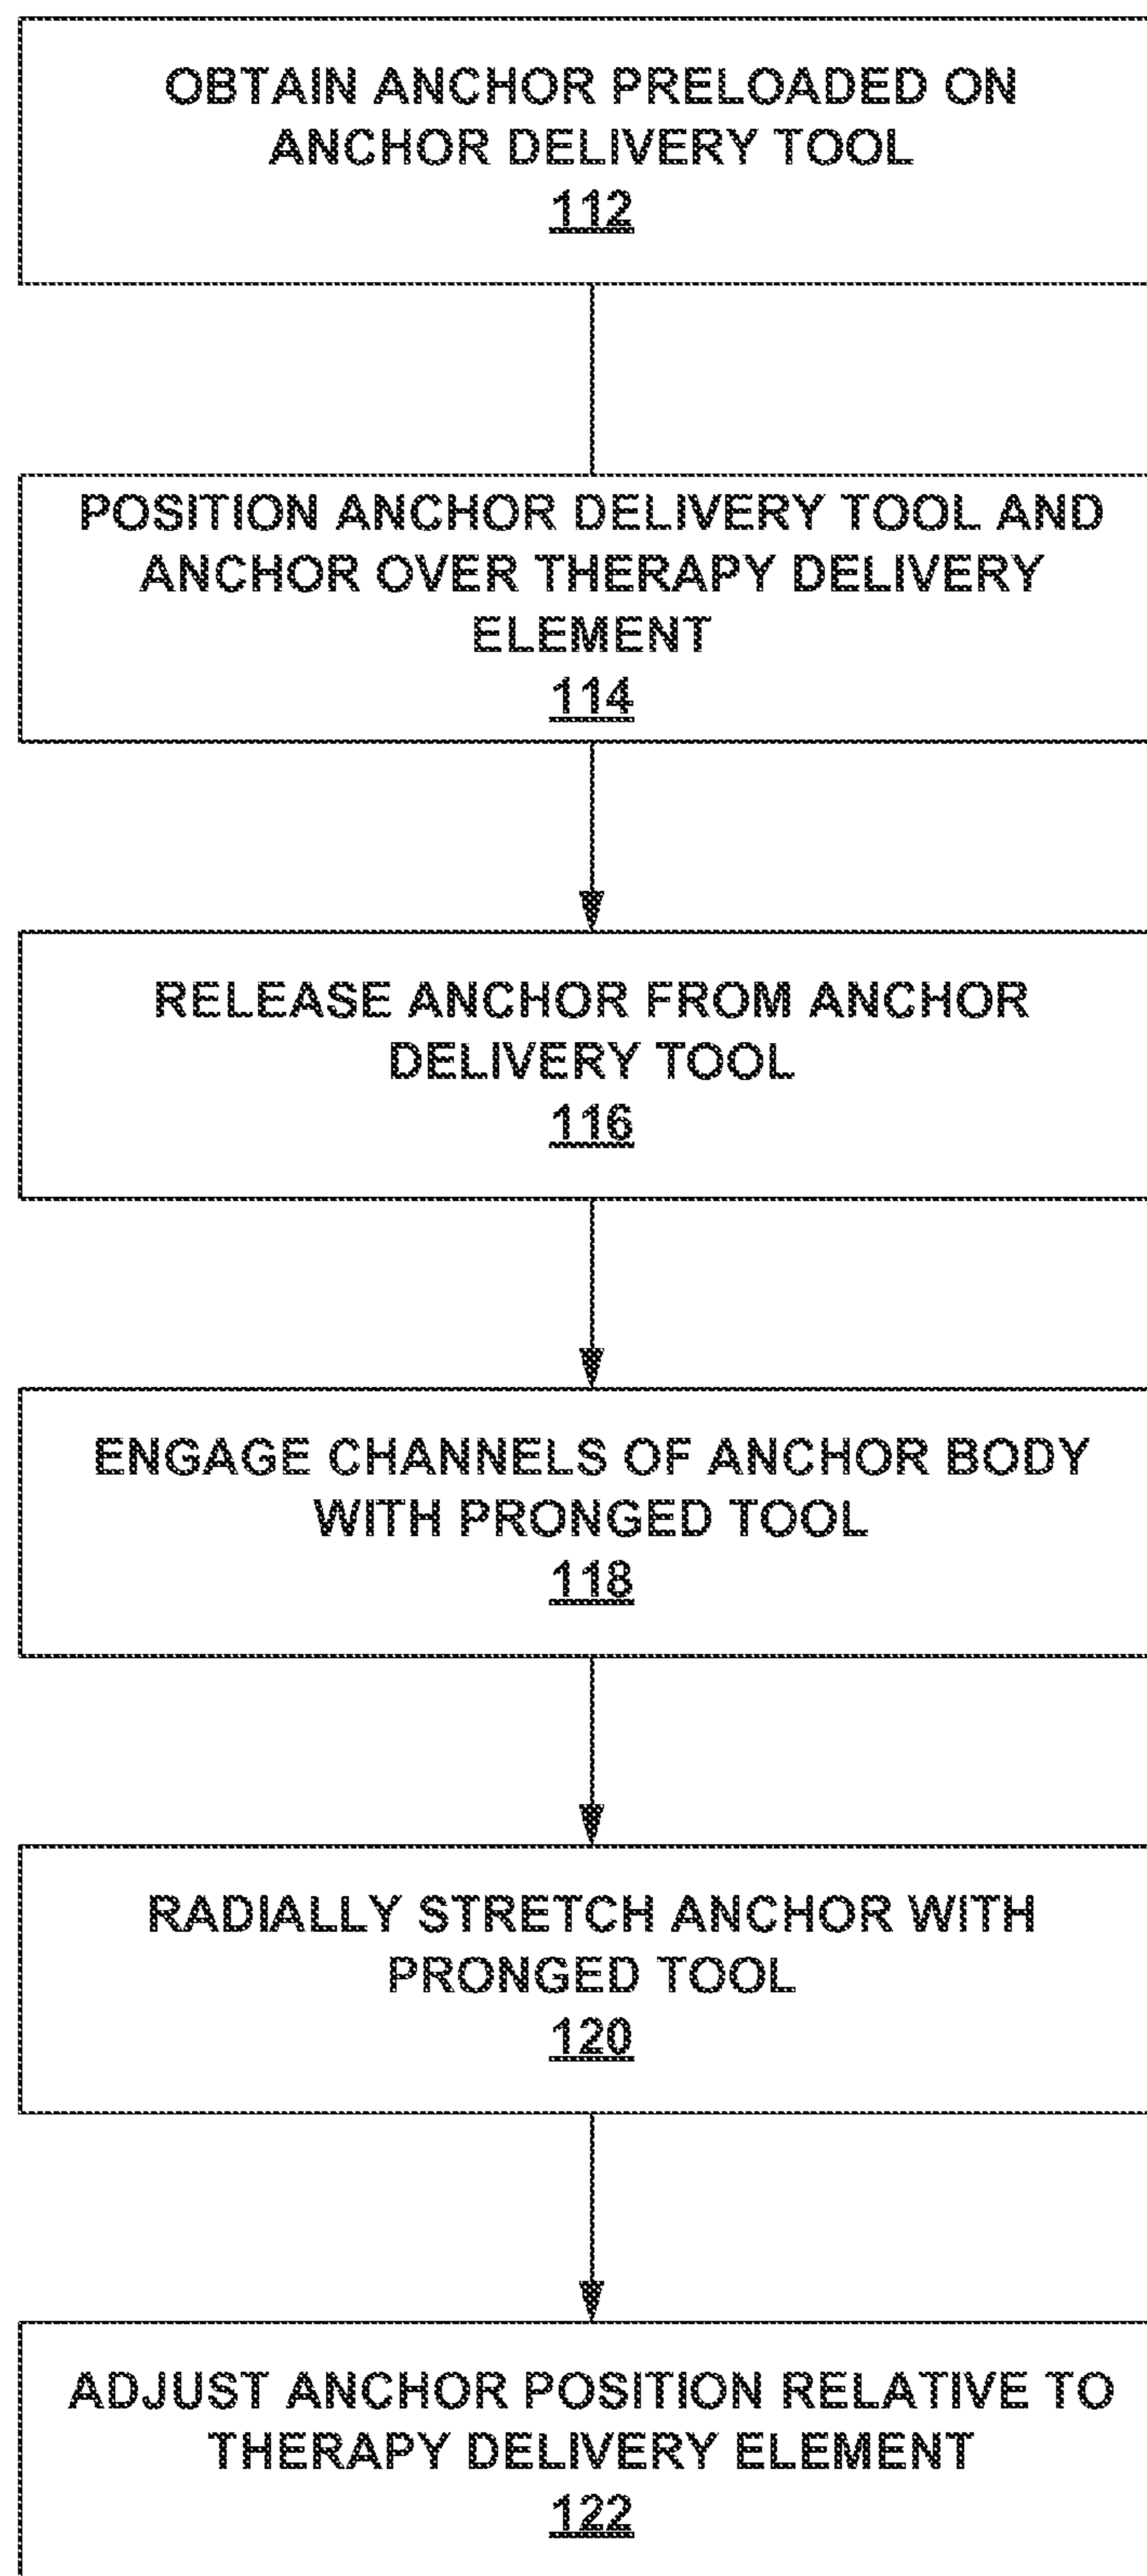 OBTAIN ANCHOR PRELOADED ON
ANCHOR DELIVERY TOOL
112
POSITION ANCHOR DELIVERY TOOL AND
ANCHOR OVER THERAPY DELIVERY
ELEMENT
114
RELEASE ANCHOR FROM ANCHOR
DELIVERY TOOL
116
ENGAGE CHANNELS OF ANCHOR BODY
WITH PRONGED TOOL
118
RADIALLY STRETCH ANCHOR WITH
PRONGED TOOL
120
ADJUST ANCHOR POSITION RELATIVE TO
THERAPY DELIVERY ELEMENT
122